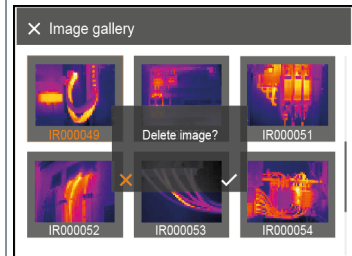 Image gallery
IR000049
Delete image?
IR000051
IR000052
IR000053
IR000054